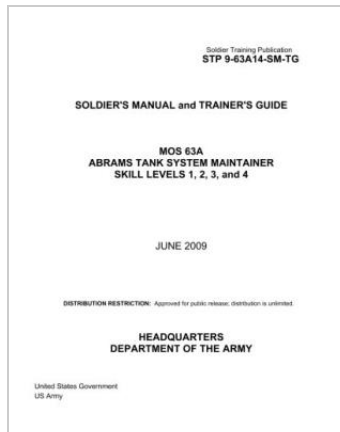 Soldier Training Publication
STP 9-63A14-SM-TG
SOLDIER'S MANUAL and TRAINER'S GUIDE
MOS 63A
ABRAMS TANK SYSTEM MAINTAINER
SKILL LEVELS 1, 2, 3, and 4
JUNE 2009
DISTRIBUTION RESTRICTION: Approved for public release; distribution is unlimited.
HEADQUARTERS
DEPARTMENT OF THE ARMY
United States Government
US Army